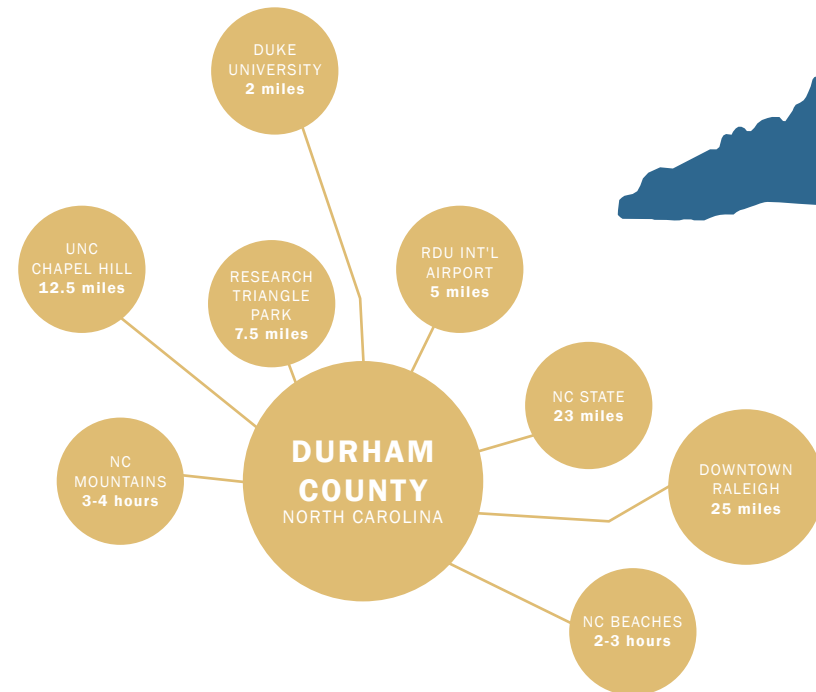 DUKE
UNIVERSITY
2 miles
UNC
CHAPEL HILL
12.5 miles
RESEARCH
TRIANGLE
PARK
7.5 miles
RDU INT'L
AIRPORT
5 miles
NC STATE
23 miles
NC
MOUNTAINS
3-4 hours
DURHAM
COUNTY
NORTH CAROLINA
DOWNTOWN
RALEIGH
25 miles
NC BEACHES
2-3 hours